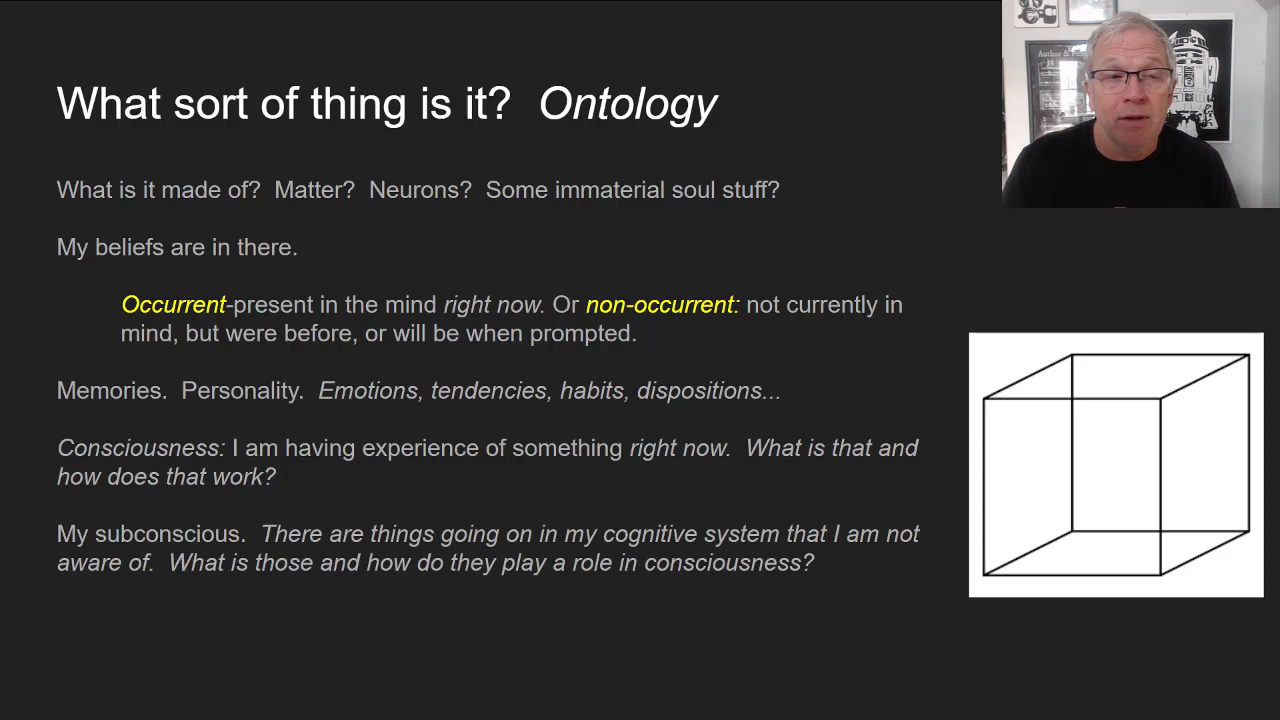 What sort of thing is it? Ontology
What is it made of? Matter? Neurons? Some immaterial soul stuff?
My beliefs are in there.
Occurrent-present in the mind right now. Or non-occurrent: not currently in
mind, but were before, or will be when prompted.
Memories. Personality. Emotions, tendencies, habits, dispositions...
Consciousness: I am having experience of something right now. What is that and
how does that work?
My subconscious. There are things going on in my cognitive system that I am not
aware of. What is those and how do they play a role in consciousness?
Author &